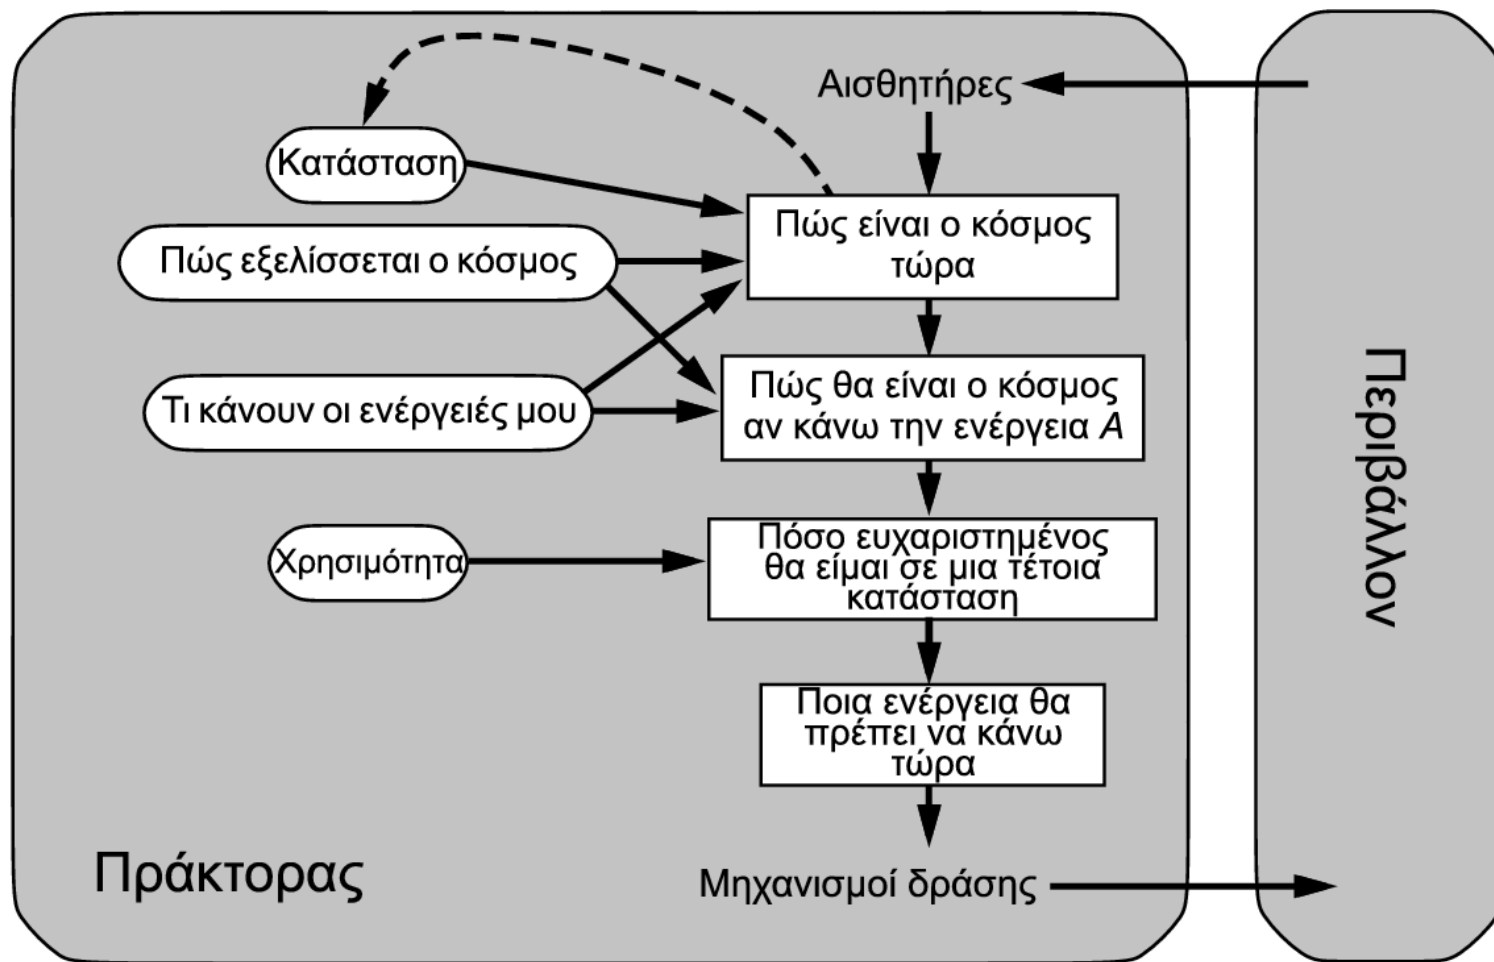 Αισθητήρες
Κατάσταση
Πώς είναι ο κόσμος
τώρα
Πώς εξελίσσεται ο κόσμος
Πώς θα είναι ο κόσμος
αν κάνω την ενέργεια Α
Τι κάνουν οι ενέργειές μου
Πόσο ευχαριστημένος
θα είμαι σε μια τέτοια
κατάσταση
Χρησιμότητα
Ποια ενέργεια θα
πρέπει να κάνω
τώρα
Πράκτορας
Μηχανισμοί δράσης
Περιβάλλον